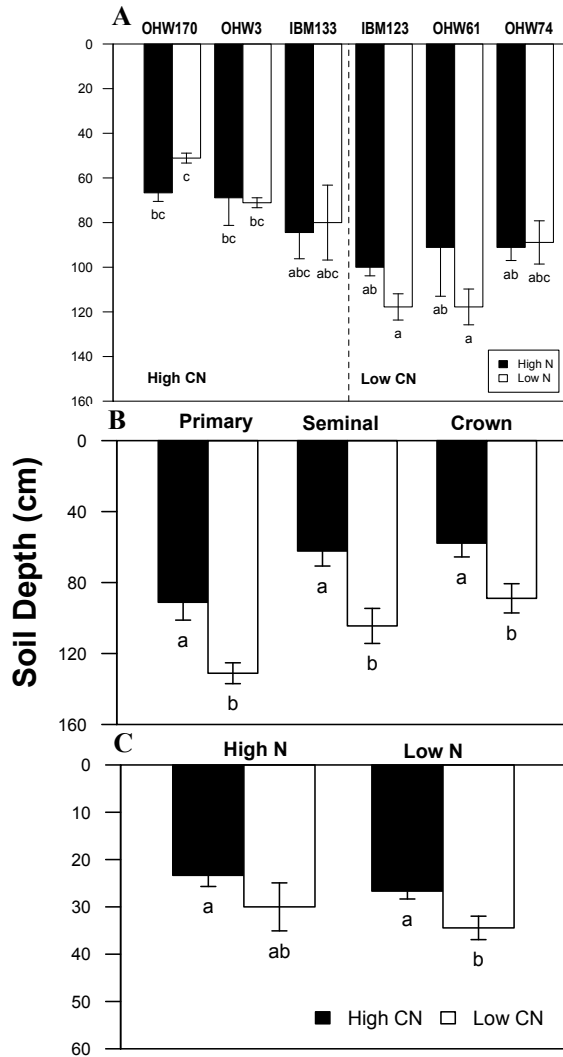 A
OHW170 OHW3 IBM133 IBM123 OHW61 OHW74
0
20
40
60
80
100
120
140
160
bc c bc bc abc abc ab a ab a ab abc
High CN Low CN
High N
Low N
Soil Depth (cm)
B
Primary Seminal Crown
0
40
80
120
160
a b a b a b
C
High N Low N
0
10
20
30
40
50
60
a ab a b
High CN Low CN